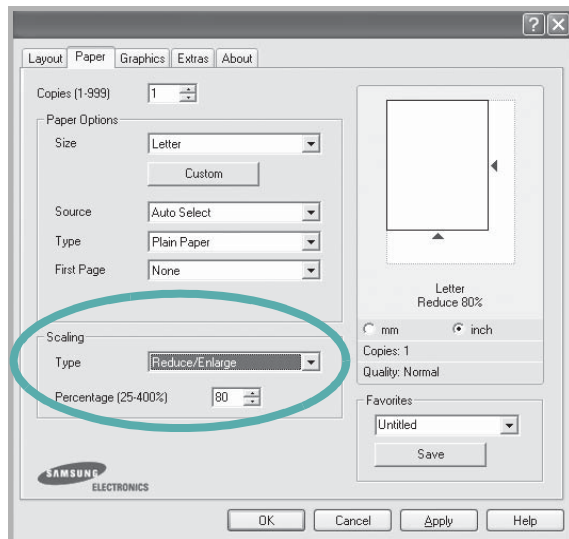 Layout Paper Graphics Extras About
Copies (1-999) 1
Paper Options
Size Letter
Custom
Source Auto Select
Type Plain Paper
First Page None
Letter
Reduce 80%
mm inch
Copies: 1
Quality: Normal
Scaling
Type Reduce/Enlarge
Percentage (25-400%) 80
Favorites
Untitled
Save
SAMSUNG
ELECTRONICS
OK Cancel Apply Help